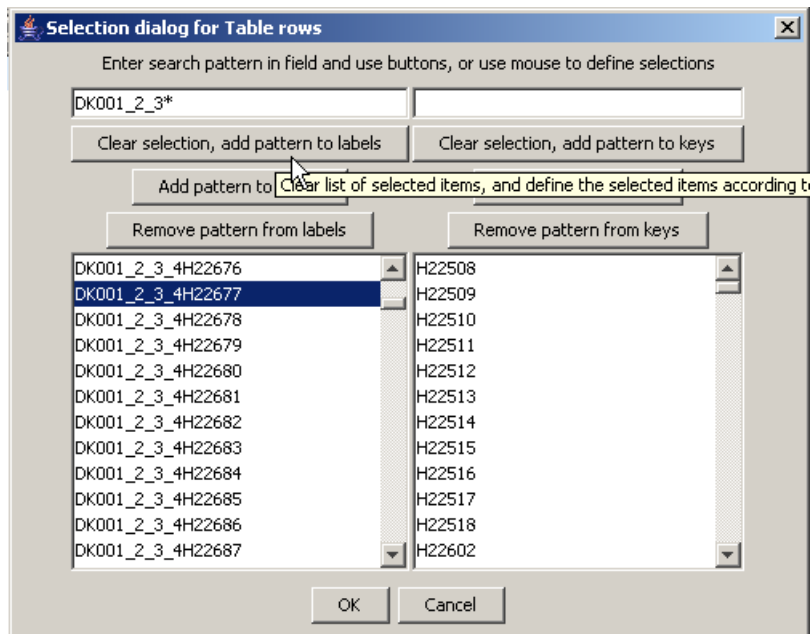 Selection dialog for Table rows
Enter search pattern in field and use buttons, or use mouse to define selections
DK001_2_3*
Clear selection, add pattern to labels
Clear selection, add pattern to keys
Add pattern to
Clear list of selected items, and define the selected items according to
Remove pattern from labels
Remove pattern from keys
DK001_2_3_4H22676
DK001_2_3_4H22677
DK001_2_3_4H22678
DK001_2_3_4H22679
DK001_2_3_4H22680
DK001_2_3_4H22681
DK001_2_3_4H22682
DK001_2_3_4H22683
DK001_2_3_4H22684
DK001_2_3_4H22685
DK001_2_3_4H22686
DK001_2_3_4H22687
H22508
H22509
H22510
H22511
H22512
H22513
H22514
H22515
H22516
H22517
H22518
H22602
OK
Cancel